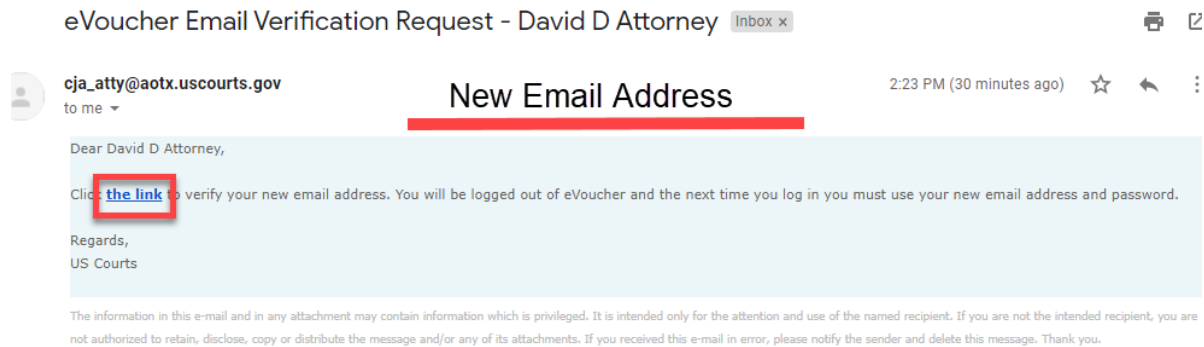 eVoucher Email Verification Request - David D Attorney Inbox x
cja_atty@aotx.uscourts.gov
2:23 PM (30 minutes ago)
to me
New Email Address
Dear David D Attorney,
Click the link to verify your new email address. You will be logged out of eVoucher and the next time you log in you must use your new email address and password.
Regards,
US Courts
The information in this e-mail and in any attachment may contain information which is privileged. It is intended only for the attention and use of the named recipient. If you are not the intended recipient, you are
not authorized to retain, disclose, copy or distribute the message and/or any of its attachments. If you received this e-mail in error, please notify the sender and delete this message. Thank you.